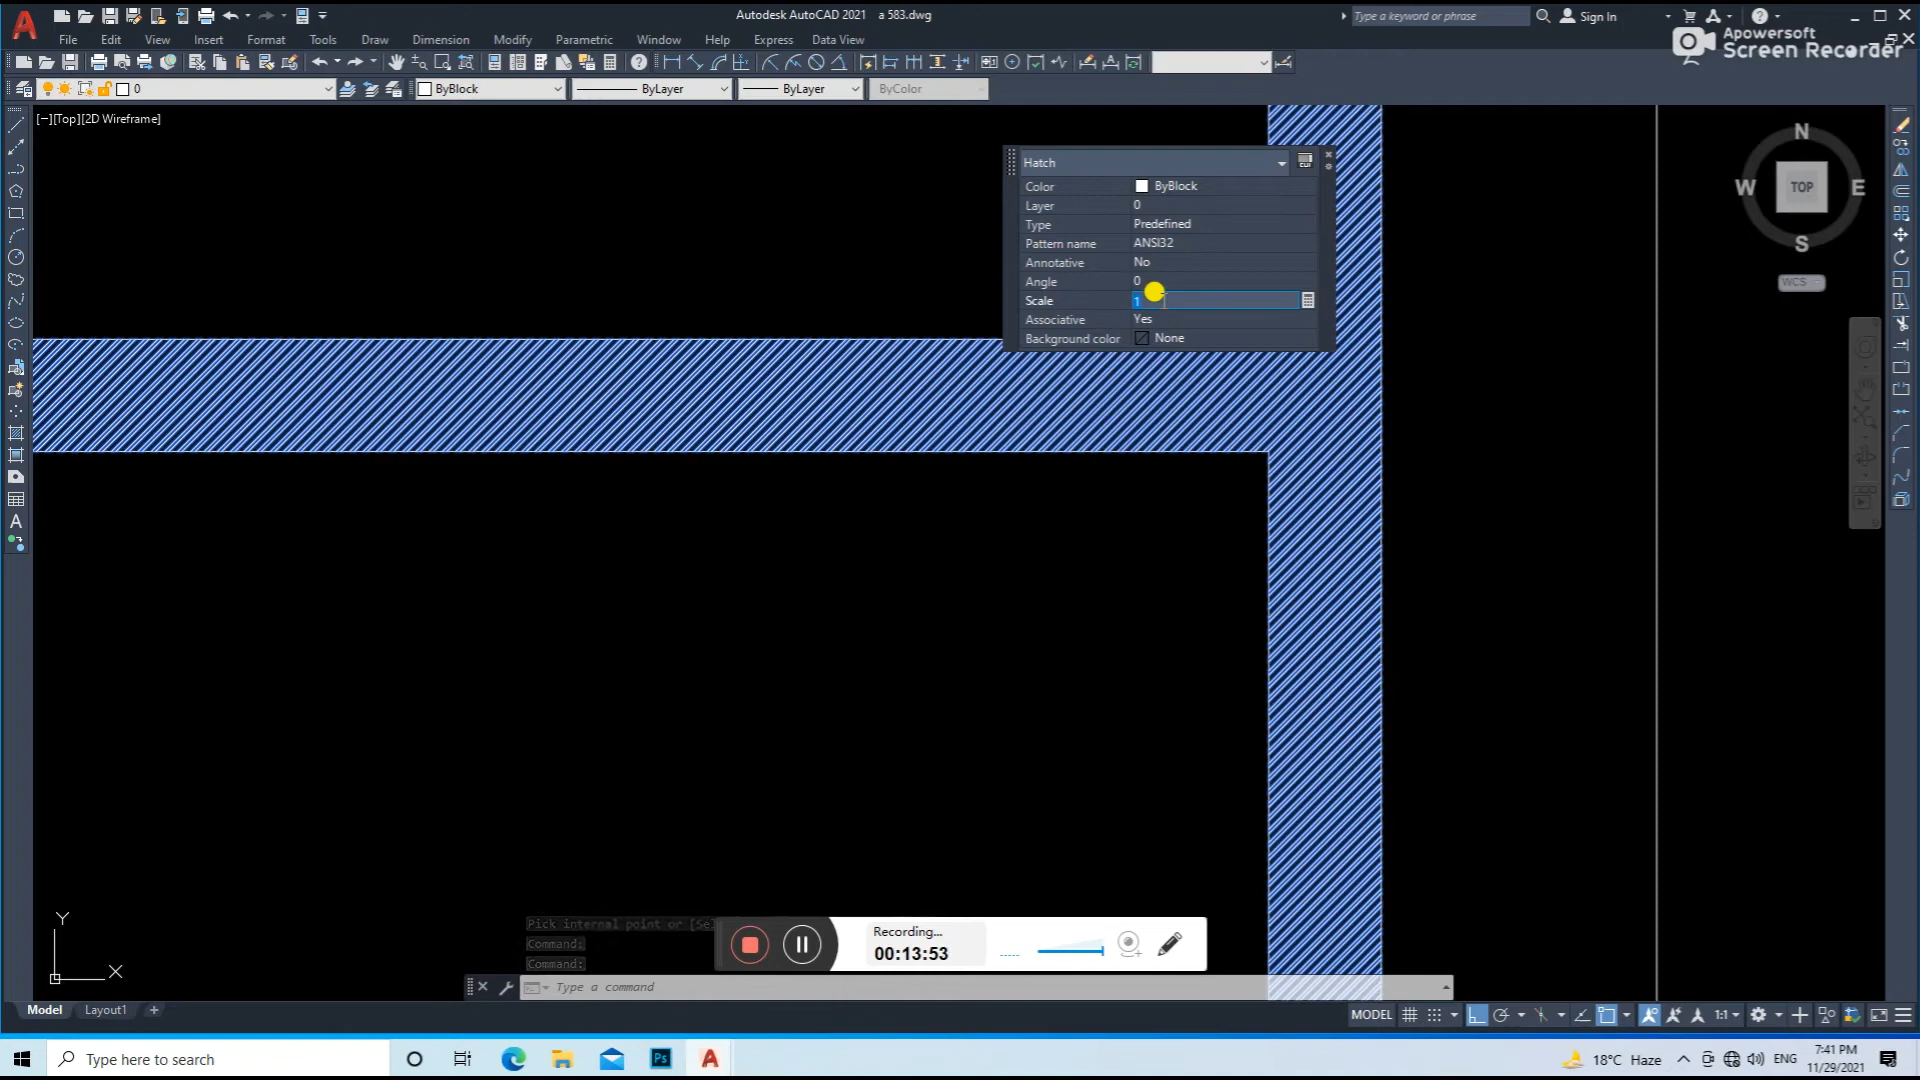 Autodesk AutoCAD 2021 a 583.dwg
Type a keyword or phrase
Sign In
Apowersoft
Screen Recorder
File Edit View Insert Format Tools Draw Dimension Modify Parametric Window Help Express Data View
0
ByBlock
ByLayer
ByLayer
ByColor
[−][Top][2D Wireframe]
N
W
TOP
E
S
WCS
Hatch
Color ByBlock
Layer 0
Type Predefined
Pattern name ANSI32
Annotative No
Angle 0
Scale 1
Associative Yes
Background color None
Y
X
Pick internal point or [Se
Command:
Command:
Recording...
00:13:53
Type a command
Model Layout1
MODEL
1:1
Type here to search
Ps
18°C Haze
ENG
7:41 PM
11/29/2021